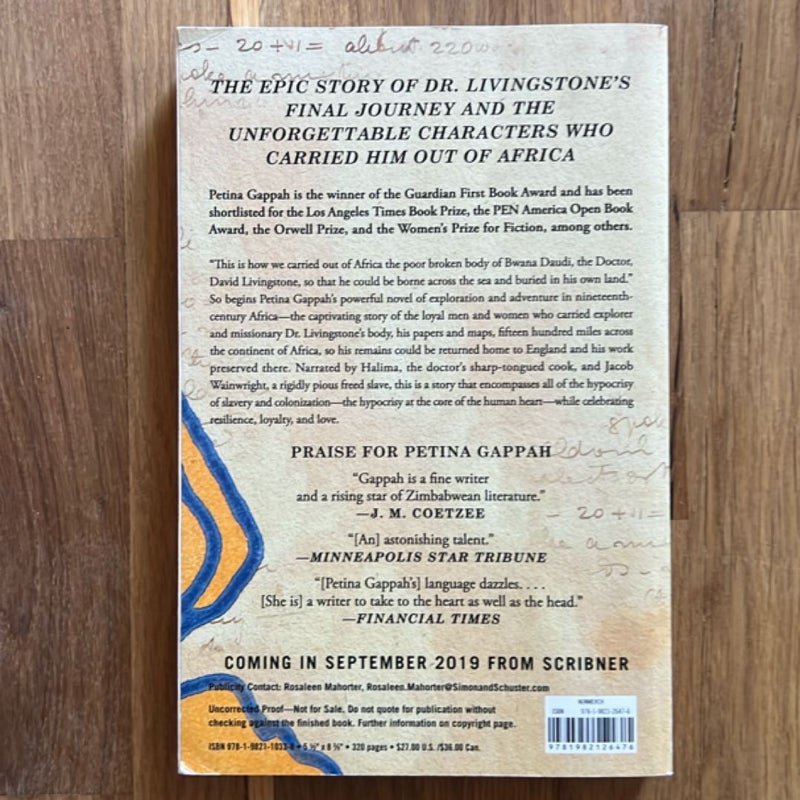 s- 20 + VI = about 220
THE EPIC STORY OF DR. LIVINGSTONE'S
FINAL JOURNEY AND THE
UNFORGETTABLE CHARACTERS WHO
CARRIED HIM OUT OF AFRICA
Petina Gappah is the winner of the Guardian First Book Award and has been
shortlisted for the Los Angeles Times Book Prize, the PEN America Open Book
Award, the Orwell Prize, and the Women's Prize for Fiction, among others.
"This is how we carried out of Africa the poor broken body of Bwana Daudi, the Doctor,
David Livingstone, so that he could be borne across the sea and buried in his own land."
So begins Petina Gappah's powerful novel of exploration and adventure in nineteenth-
century Africa—the captivating story of the loyal men and women who carried explorer
and missionary Dr. Livingstone's body, his papers and maps, fifteen hundred miles across
the continent of Africa, so his remains could be returned home to England and his work
preserved there. Narrated by Halima, the doctor's sharp-tongued cook, and Jacob
Wainwright, a rigidly pious freed slave, this is a story that encompasses all of the hypocrisy
of slavery and colonization—the hypocrisy at the core of the human heart—while celebrating
resilience, loyalty, and love.
PRAISE FOR PETINA GAPPAH
"Gappah is a fine writer
and a rising star of Zimbabwean literature."
—J. M. COETZEE
- 20 + VI =
"[An] astonishing talent."
—MINNEAPOLIS STAR TRIBUNE
"[Petina Gappah's] language dazzles. . . .
[She is] a writer to take to the heart as well as the head."
—FINANCIAL TIMES
COMING IN SEPTEMBER 2019 FROM SCRIBNER
Publicity Contact: Rosaleen Mahorter, Rosaleen.Mahorter@SimonandSchuster.com
Uncorrected Proof—Not for Sale. Do not quote for publication without
checking against the finished book. Further information on copyright page.
ISBN 978-1-9821-1033-8 • 5 ½" x 8 ⅜" • 320 pages • $27.00 U.S. /$36.00 Can.
NONMERCH
ISBN 978-1-9821-2647-6
9781982126476